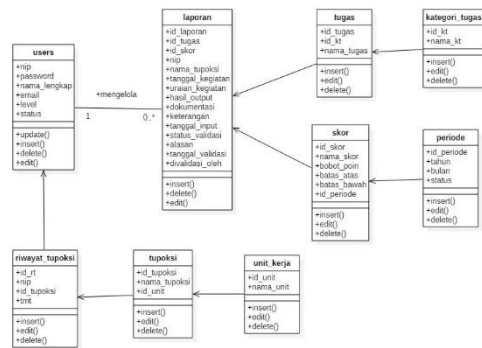 users
+nip
+password
+nama_lengkap
+email
+level
+status
+update()
+insert()
+delete()
+edit()
+mengelola
1
0..*
laporan
+id_laporan
+id_tugas
+id_skor
+nip
+nama_tupoksi
+tanggal_kegiatan
+uraian_kegiatan
+hasil_output
+dokumentasi
+keterangan
+tanggal_input
+status_validasi
+alasan
+tanggal_validasi
+divalidasi_oleh
+insert()
+delete()
+edit()
tugas
+id_tugas
+id_kt
+nama_tugas
+insert()
+edit()
+delete()
kategori_tugas
+id_kt
+nama_kt
+insert()
+edit()
+delete()
skor
+id_skor
+nama_skor
+bobot_poin
+batas_atas
+batas_bawah
+id_periode
+insert()
+edit()
+delete()
periode
+id_periode
+tahun
+bulan
+status
+insert()
+edit()
+delete()
riwayat_tupoksi
+id_rt
+nip
+id_tupoksi
+tmt
+insert()
+edit()
+delete()
tupoksi
+id_tupoksi
+nama_tupoksi
+id_unit
+insert()
+edit()
+delete()
unit_kerja
+id_unit
+nama_unit
+insert()
+edit()
+delete()